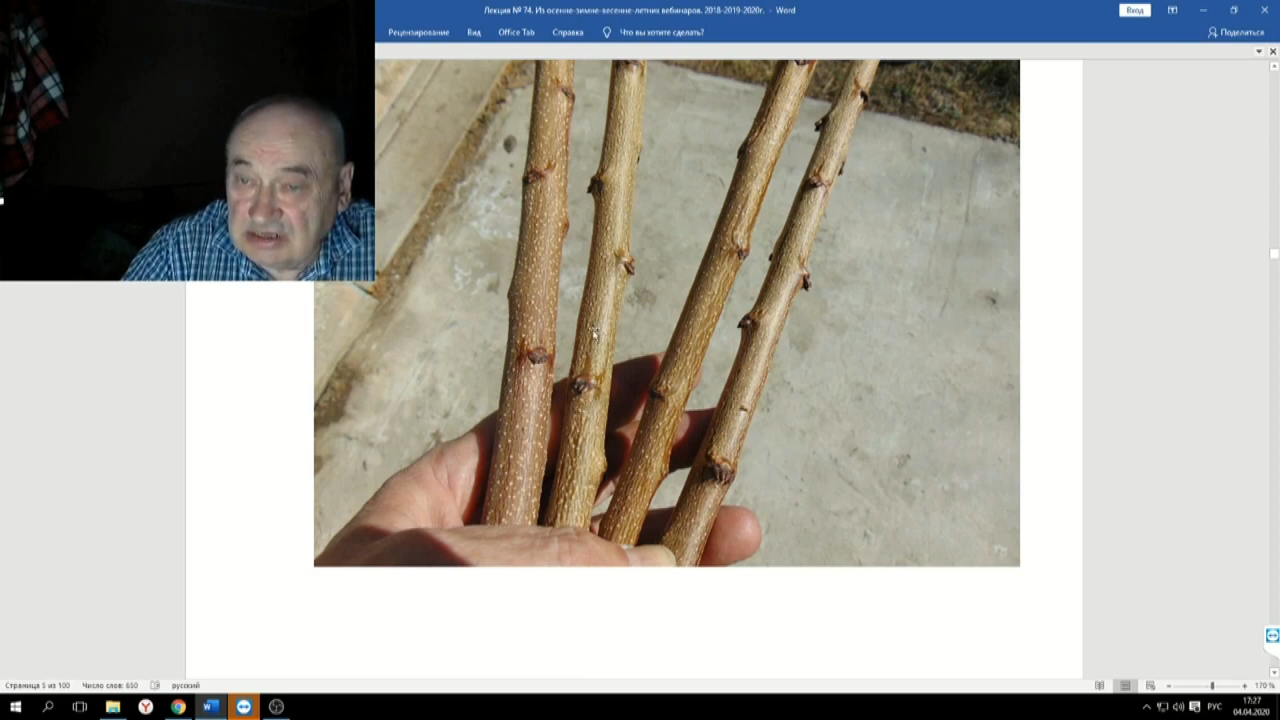 Лекция № 74. Из осенне-зимне-весенне-летних вебинаров. 2018-2019-2020г. - Word
Вход
Рецензирование Вид Office Tab Справка Что вы хотите сделать? Поделиться
Страница 5 из 100 Число слов: 650 русский 170 %
РУС
17:27
04.04.2020